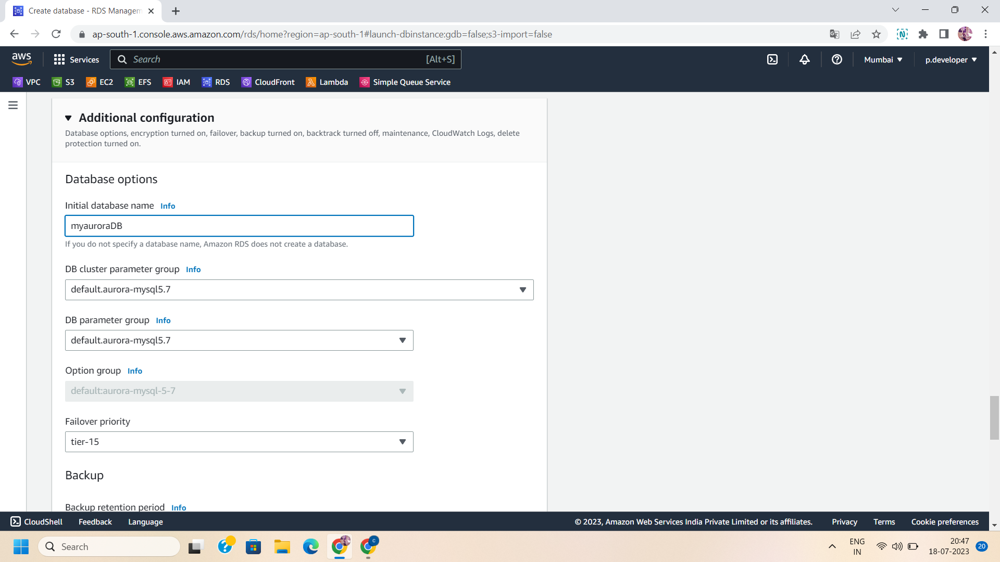 Create database - RDS Managem
ap-south-1.console.aws.amazon.com/rds/home?region=ap-south-1#launch-dbinstance:gdb=false;s3-import=false
aws Services Search [Alt+S] Mumbai p.developer
VPC S3 EC2 EFS IAM RDS CloudFront Lambda Simple Queue Service
Additional configuration
Database options, encryption turned on, failover, backup turned on, backtrack turned off, maintenance, CloudWatch Logs, delete
protection turned on.
Database options
Initial database name Info
myauroraDB
If you do not specify a database name, Amazon RDS does not create a database.
DB cluster parameter group Info
default.aurora-mysql5.7
DB parameter group Info
default.aurora-mysql5.7
Option group Info
default:aurora-mysql-5-7
Failover priority
tier-15
Backup
Backup retention period Info
CloudShell Feedback Language © 2023, Amazon Web Services India Private Limited or its affiliates. Privacy Terms Cookie preferences
Search
ENG
IN
20:47
18-07-2023
20